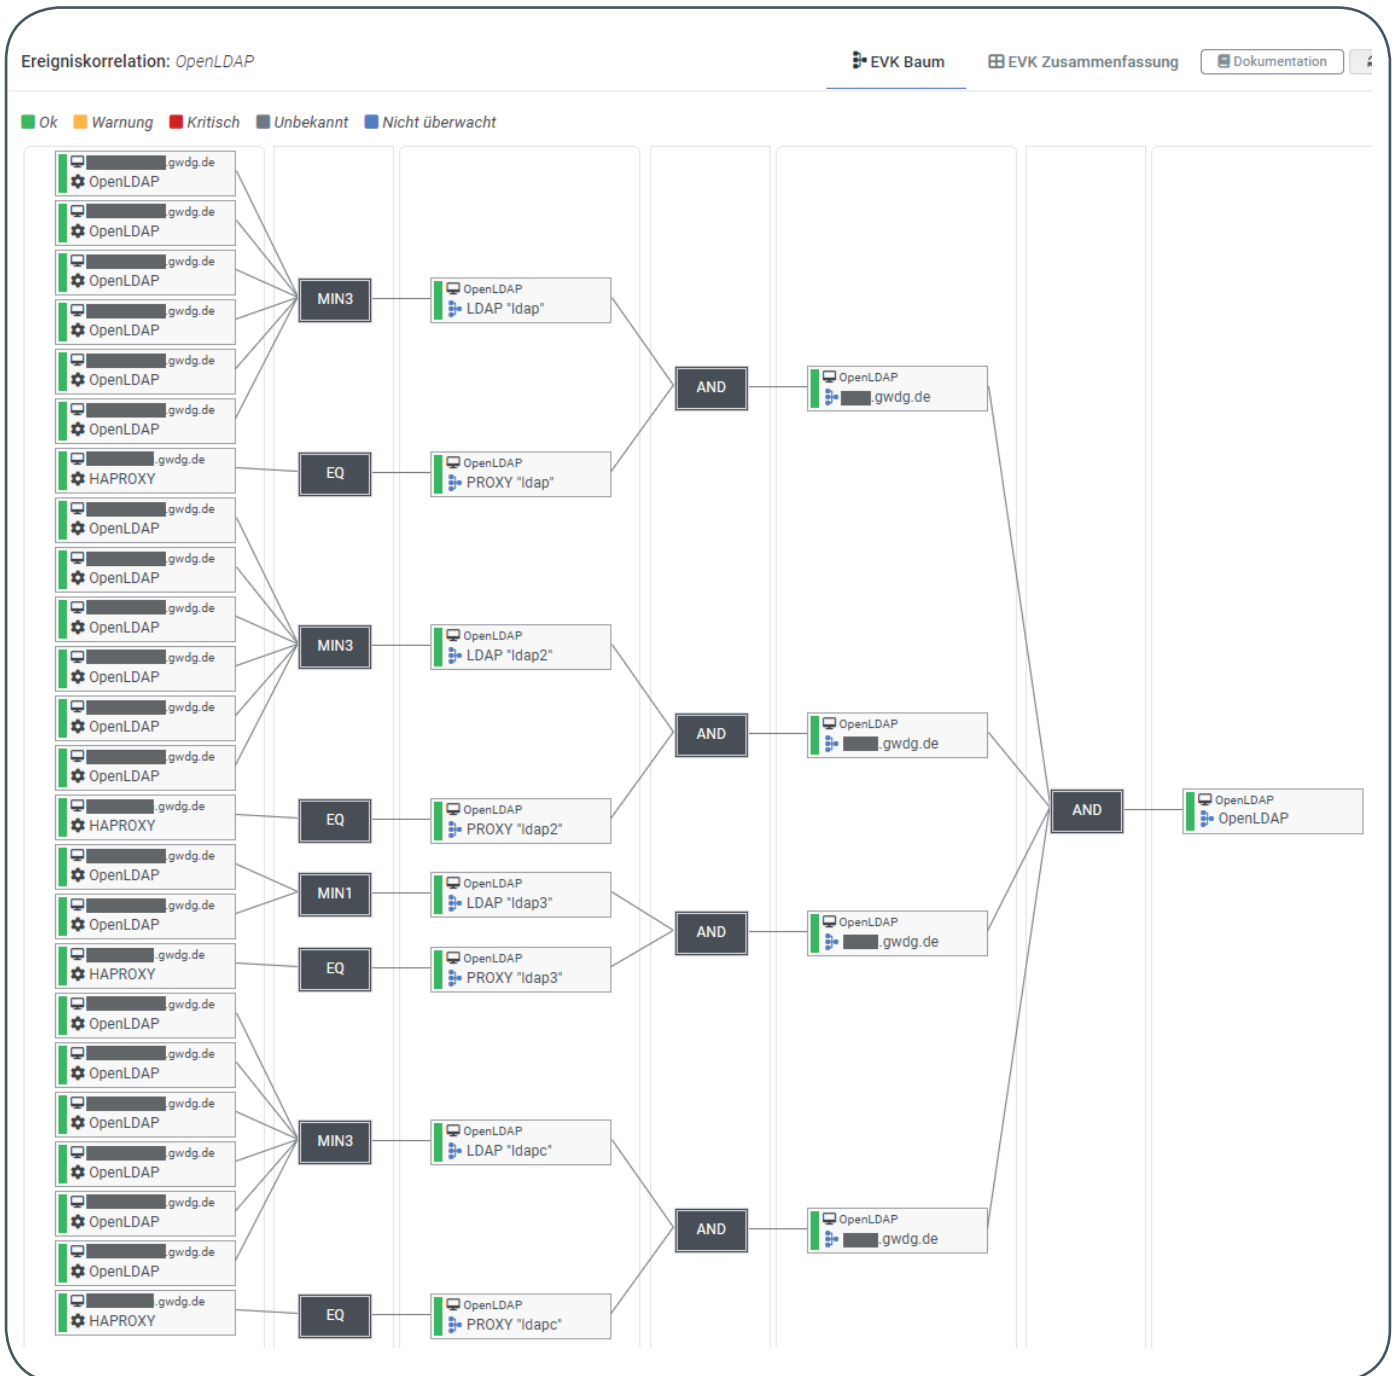 Ereigniskorrelation: OpenLDAP
EVK Baum
EVK Zusammenfassung
Dokumentation
Ok Warnung Kritisch Unbekannt Nicht überwacht
.gwdg.de
OpenLDAP
.gwdg.de
OpenLDAP
.gwdg.de
OpenLDAP
.gwdg.de
OpenLDAP
.gwdg.de
OpenLDAP
.gwdg.de
OpenLDAP
.gwdg.de
HAPROXY
.gwdg.de
OpenLDAP
.gwdg.de
OpenLDAP
.gwdg.de
OpenLDAP
.gwdg.de
OpenLDAP
.gwdg.de
OpenLDAP
.gwdg.de
OpenLDAP
.gwdg.de
HAPROXY
.gwdg.de
OpenLDAP
.gwdg.de
OpenLDAP
.gwdg.de
HAPROXY
.gwdg.de
OpenLDAP
.gwdg.de
OpenLDAP
.gwdg.de
OpenLDAP
.gwdg.de
OpenLDAP
.gwdg.de
OpenLDAP
.gwdg.de
OpenLDAP
.gwdg.de
HAPROXY
MIN3
EQ
MIN3
EQ
MIN1
EQ
MIN3
EQ
OpenLDAP
LDAP "ldap"
OpenLDAP
PROXY "ldap"
OpenLDAP
LDAP "ldap2"
OpenLDAP
PROXY "ldap2"
OpenLDAP
LDAP "ldap3"
OpenLDAP
PROXY "ldap3"
OpenLDAP
LDAP "ldapc"
OpenLDAP
PROXY "ldapc"
AND
AND
AND
AND
OpenLDAP
.gwdg.de
OpenLDAP
.gwdg.de
OpenLDAP
.gwdg.de
OpenLDAP
.gwdg.de
AND
OpenLDAP
OpenLDAP